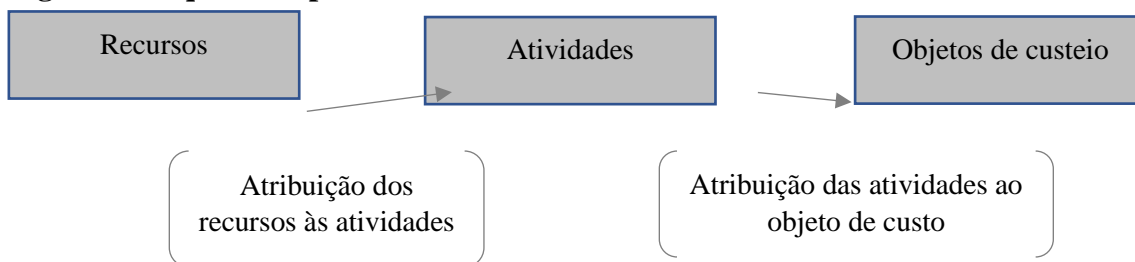 Recursos
Atividades
Objetos de custeio
Atribuição dos
recursos às atividades
Atribuição das atividades ao
objeto de custo